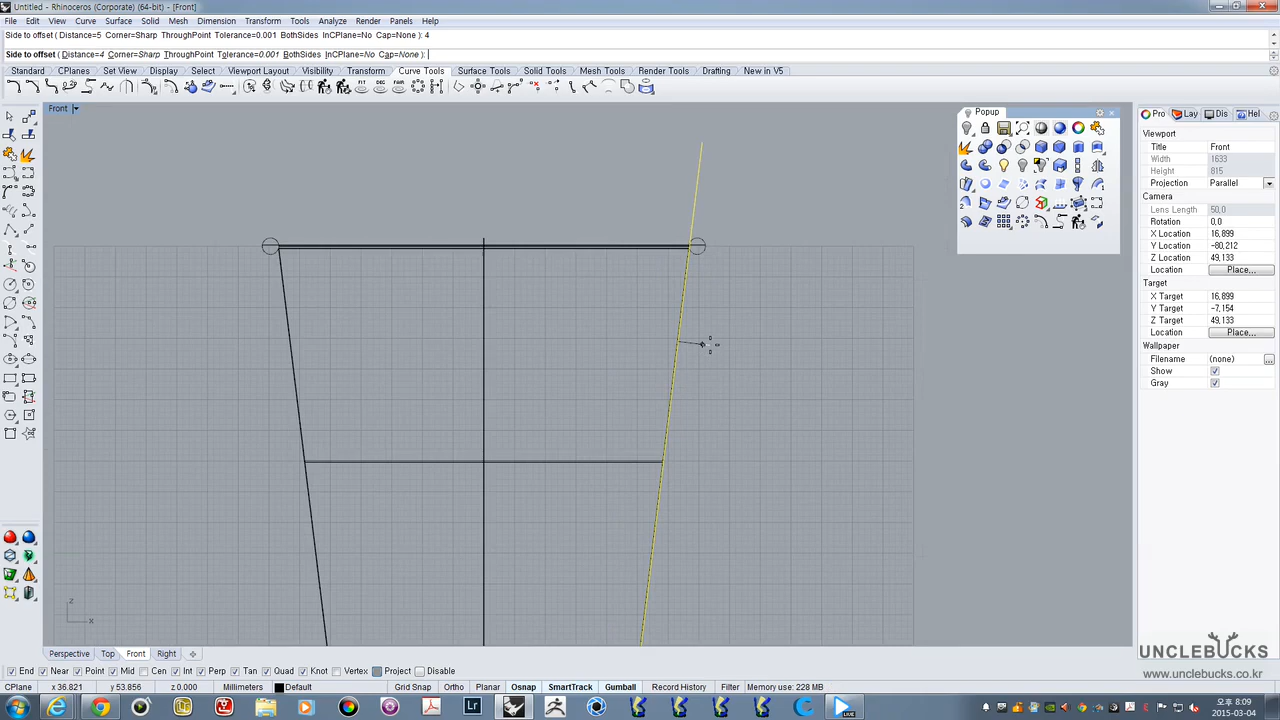 Untitled - Rhinoceros (Corporate) (64-bit) - [Front]
File Edit View Curve Surface Solid Mesh Dimension Transform Tools Analyze Render Panels Help
Side to offset ( Distance=5 Corner=Sharp ThroughPoint Tolerance=0.001 BothSides InCPlane=No Cap=None ): 4
Side to offset ( Distance=4 Corner=Sharp ThroughPoint Tolerance=0.001 BothSides InCPlane=No Cap=None ):
Standard CPlanes Set View Display Select Viewport Layout Visibility Transform Curve Tools Surface Tools Solid Tools Mesh Tools Render Tools Drafting New in V5
Front
Popup
Pro Lay Dis Hel
Viewport
Title Front
Width 1633
Height 815
Projection Parallel
Camera
Lens Length 50,0
Rotation 0,0
X Location 16,899
Y Location -80,212
Z Location 49,133
Location Place...
Target
X Target 16,899
Y Target -7,154
Z Target 49,133
Location Place...
Wallpaper
Filename (none) ...
Show
Gray
z
x
Perspective Top Front Right
End Near Point Mid Cen Int Perp Tan Quad Knot Vertex Project Disable
CPlane x 36.821 y 53.856 z 0.000 Millimeters Default Grid Snap Ortho Planar Osnap SmartTrack Gumball Record History Filter Memory use: 228 MB
UNCLEBUCKS
www.unclebucks.co.kr
LIVE
오후 8:09
2015-03-04